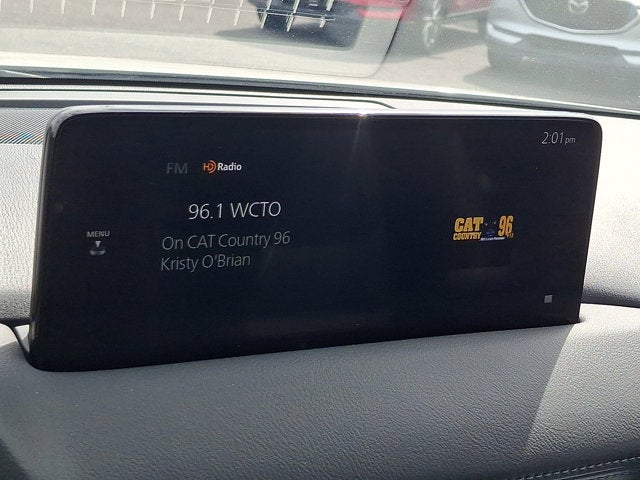 2:01 pm
FM HD Radio
96.1 WCTO
MENU
On CAT Country 96
Kristy O'Brian
CAT
COUNTRY 96